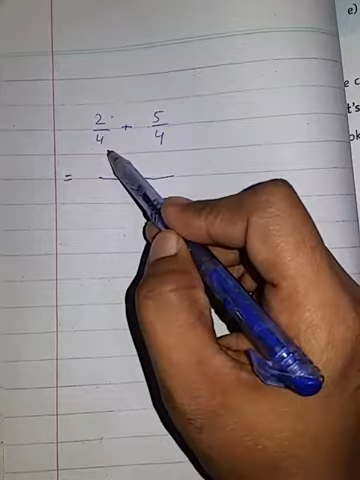 e)
2/4 + 5/4
e c
t's
=